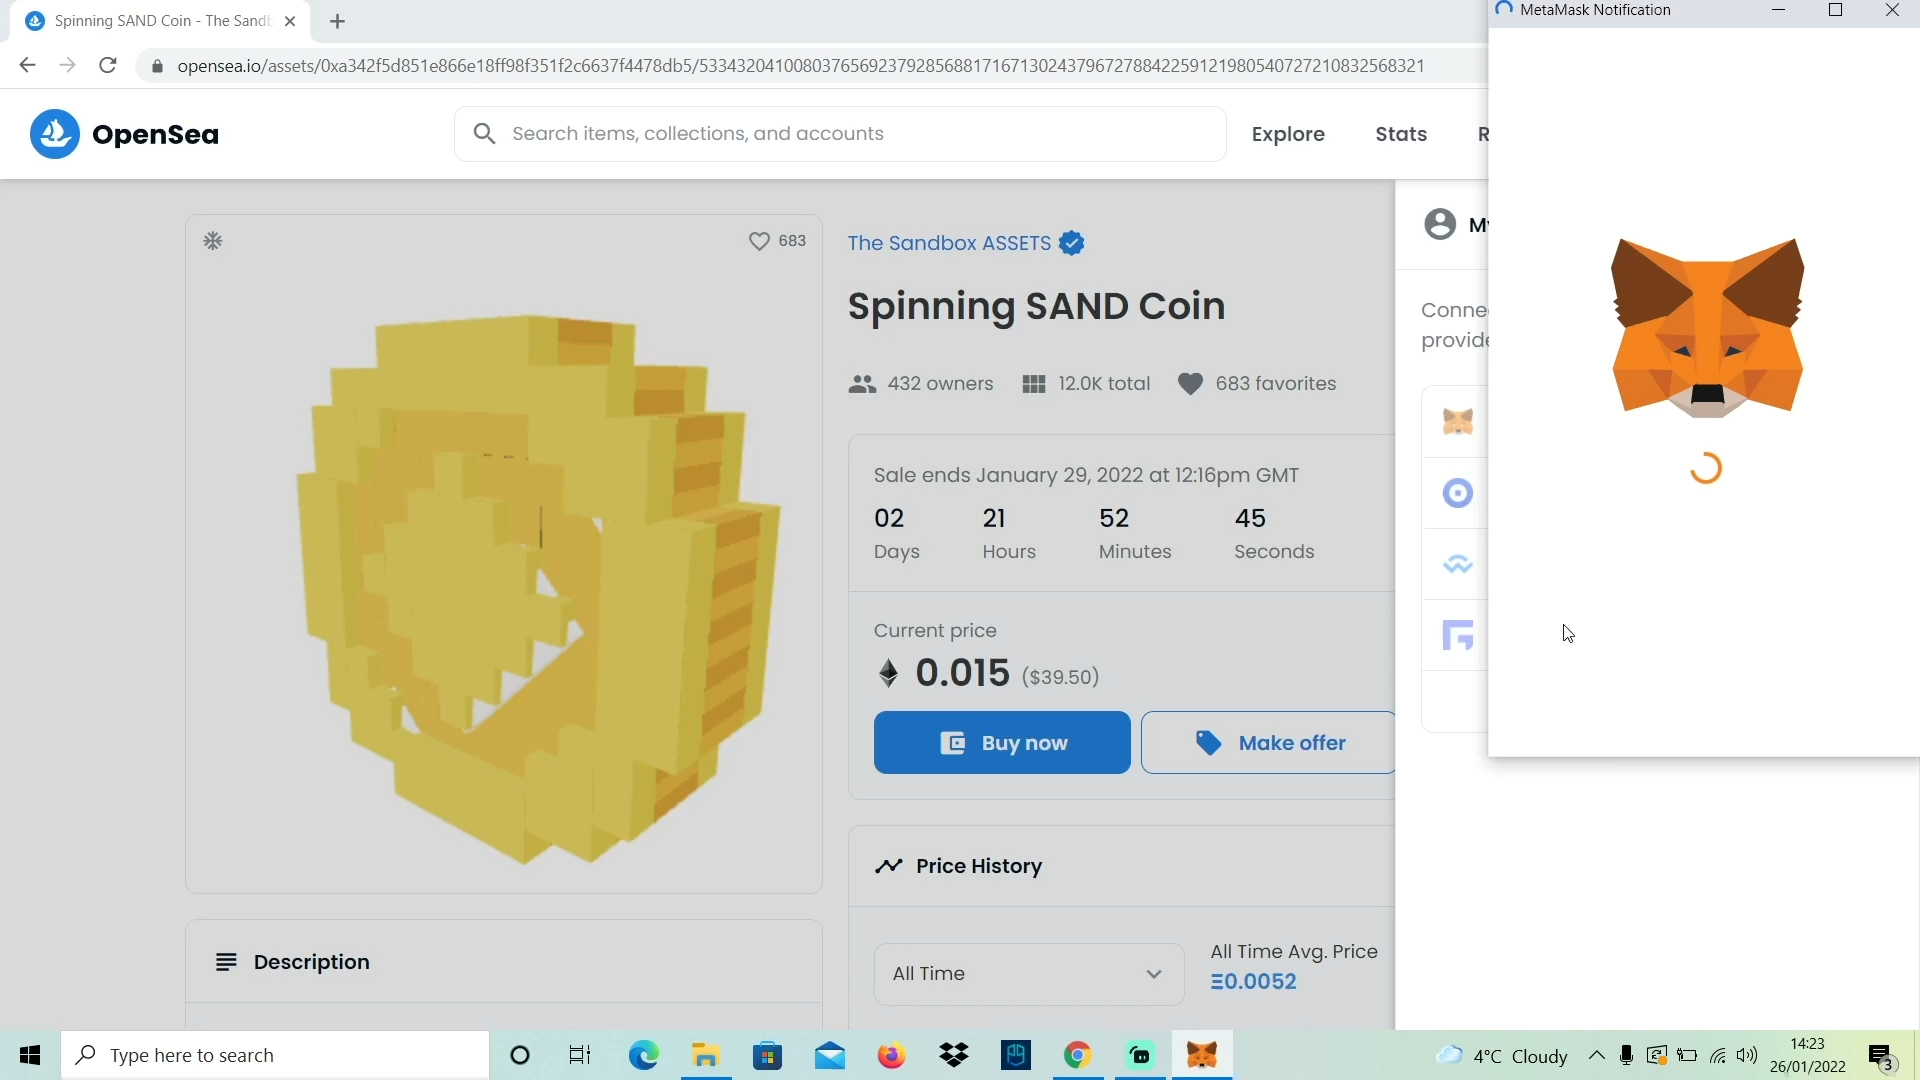 Spinning SAND Coin - The Sandb
MetaMask Notification
opensea.io/assets/0xa342f5d851e866e18ff98f351f2c6637f4478db5/53343204100803765692379285688171671302437967278842259121980540727210832568321
OpenSea
Search items, collections, and accounts
Explore
Stats
R
683
The Sandbox ASSETS
Spinning SAND Coin
432 owners
12.0K total
683 favorites
Sale ends January 29, 2022 at 12:16pm GMT
02
21
52
45
Days
Hours
Minutes
Seconds
Current price
0.015 ($39.50)
Buy now
Make offer
Price History
All Time
All Time Avg. Price
Ξ0.0052
Description
My
Conne
provide
Type here to search
4°C Cloudy
14:23
26/01/2022
3